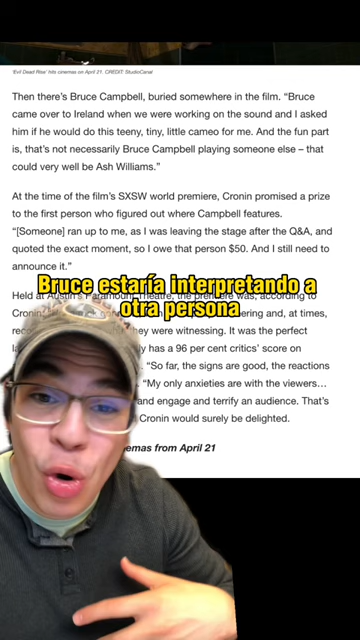 'Evil Dead Rise' hits cinemas on April 21. CREDIT: StudioCanal
Then there's Bruce Campbell, buried somewhere in the film. "Bruce
came over to Ireland when we were working on the sound and I asked
him if he would do this teeny, tiny, little cameo for me. And the fun part
is, that's not necessarily Bruce Campbell playing someone else – that
could very well be Ash Williams."
At the time of the film's SXSW world premiere, Cronin promised a prize
to the first person who figured out where Campbell features.
"[Someone] ran up to me, as I was leaving the stage after the Q&A, and
quoted the exact moment, so I owe that person $50. And I still need to
announce it."
Bruce estaría interpretando a
otra persona
Held at Austin's Paramount Theatre, the premiere was, according to
Cronin
ering and, at times,
they were witnessing. It was the perfect
has a 96 per cent critics' score on
"So far, the signs are good, the reactions
"My only anxieties are with the viewers…
and engage and terrify an audience. That's
Cronin would surely be delighted.
emas from April 21